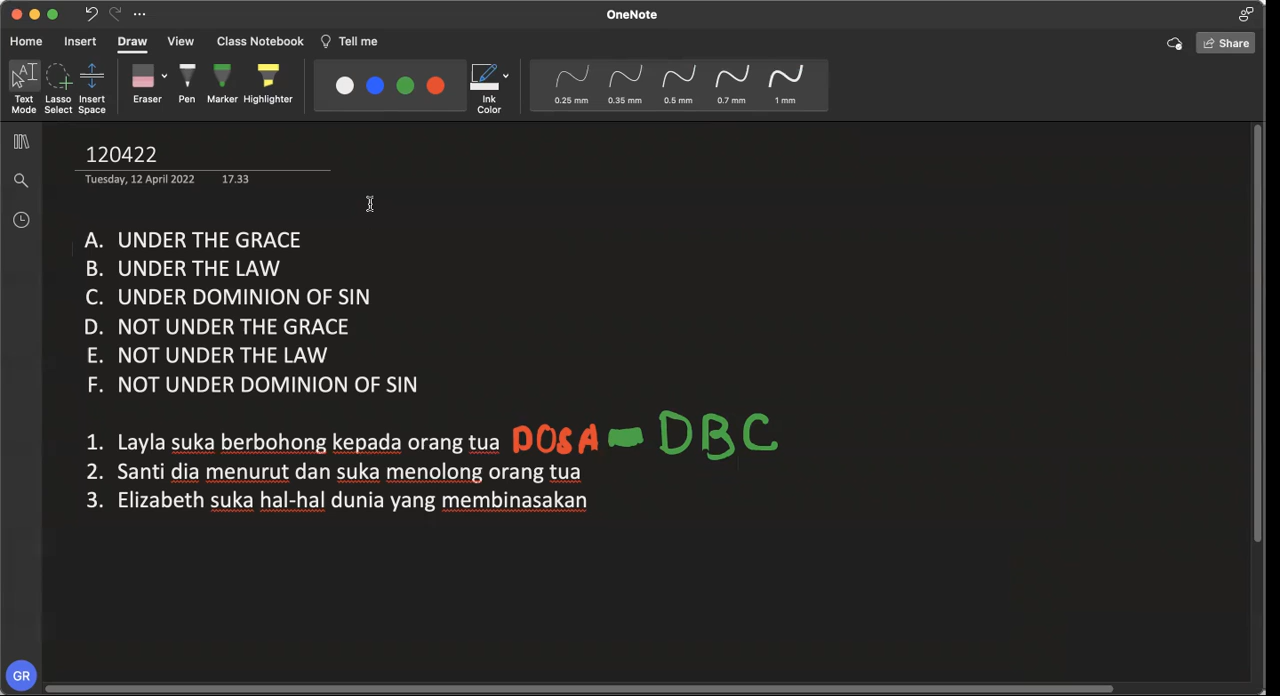 OneNote
Home Insert Draw View Class Notebook Tell me
Share
Text Mode
Lasso Select
Insert Space
Eraser
Pen
Marker
Highlighter
Ink Color
0.25 mm
0.35 mm
0.5 mm
0.7 mm
1 mm
120422
Tuesday, 12 April 2022 17.33
A. UNDER THE GRACE
B. UNDER THE LAW
C. UNDER DOMINION OF SIN
D. NOT UNDER THE GRACE
E. NOT UNDER THE LAW
F. NOT UNDER DOMINION OF SIN
1. Layla suka berbohong kepada orang tua DOSA - DBC
2. Santi dia menurut dan suka menolong orang tua
3. Elizabeth suka hal-hal dunia yang membinasakan
GR